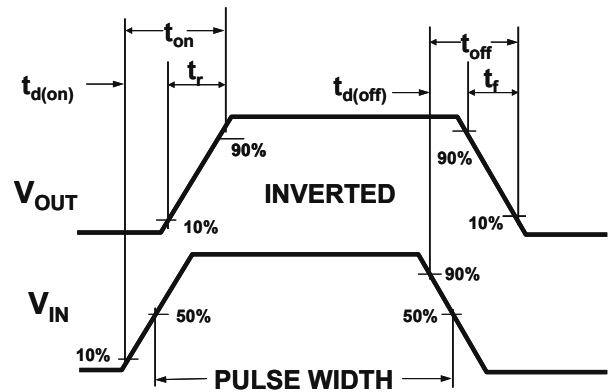 t_on
t_off
t_d(on)
t_r
t_d(off)
t_f
90%
90%
V_OUT
INVERTED
10%
10%
90%
V_IN
50%
50%
10%
PULSE WIDTH